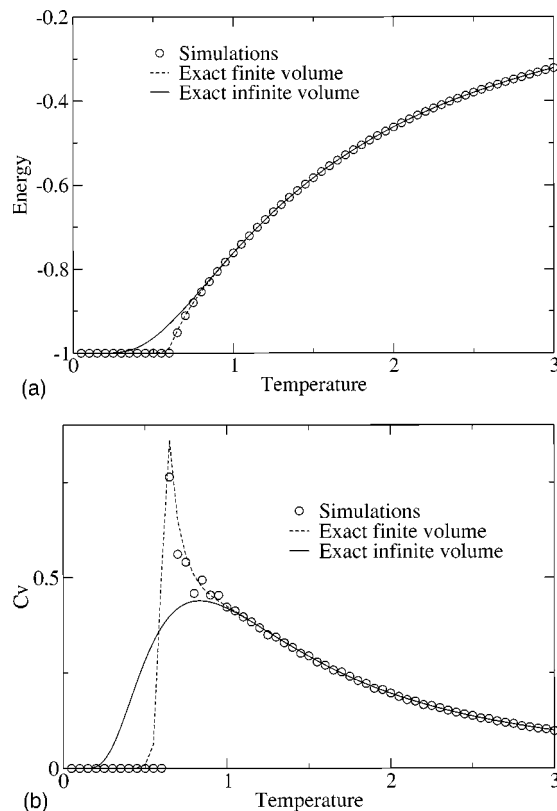 -0.2
-0.4
-0.6
-0.8
-1
Energy
Simulations
Exact finite volume
Exact infinite volume
0
1
2
3
Temperature
(a)
0.5
0
Cv
Simulations
Exact finite volume
Exact infinite volume
0
1
2
3
Temperature
(b)